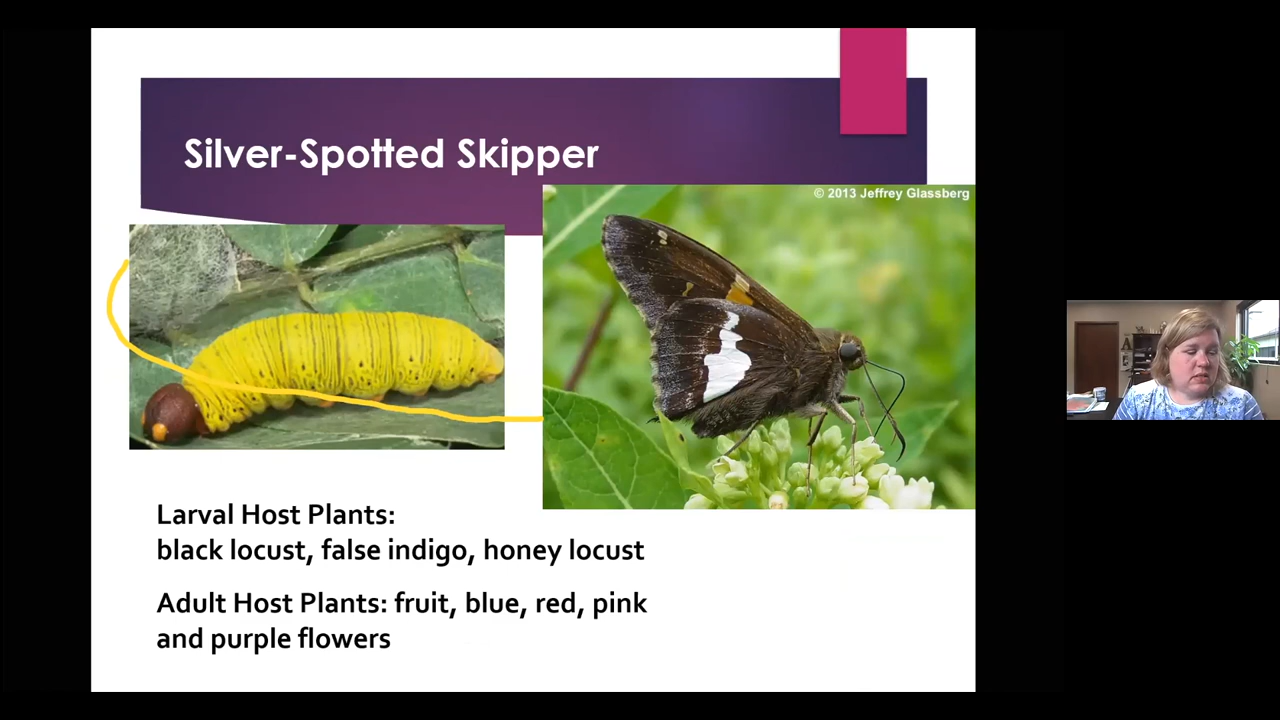 Silver-Spotted Skipper
© 2013 Jeffrey Glassberg
Larval Host Plants:
black locust, false indigo, honey locust
Adult Host Plants: fruit, blue, red, pink
and purple flowers